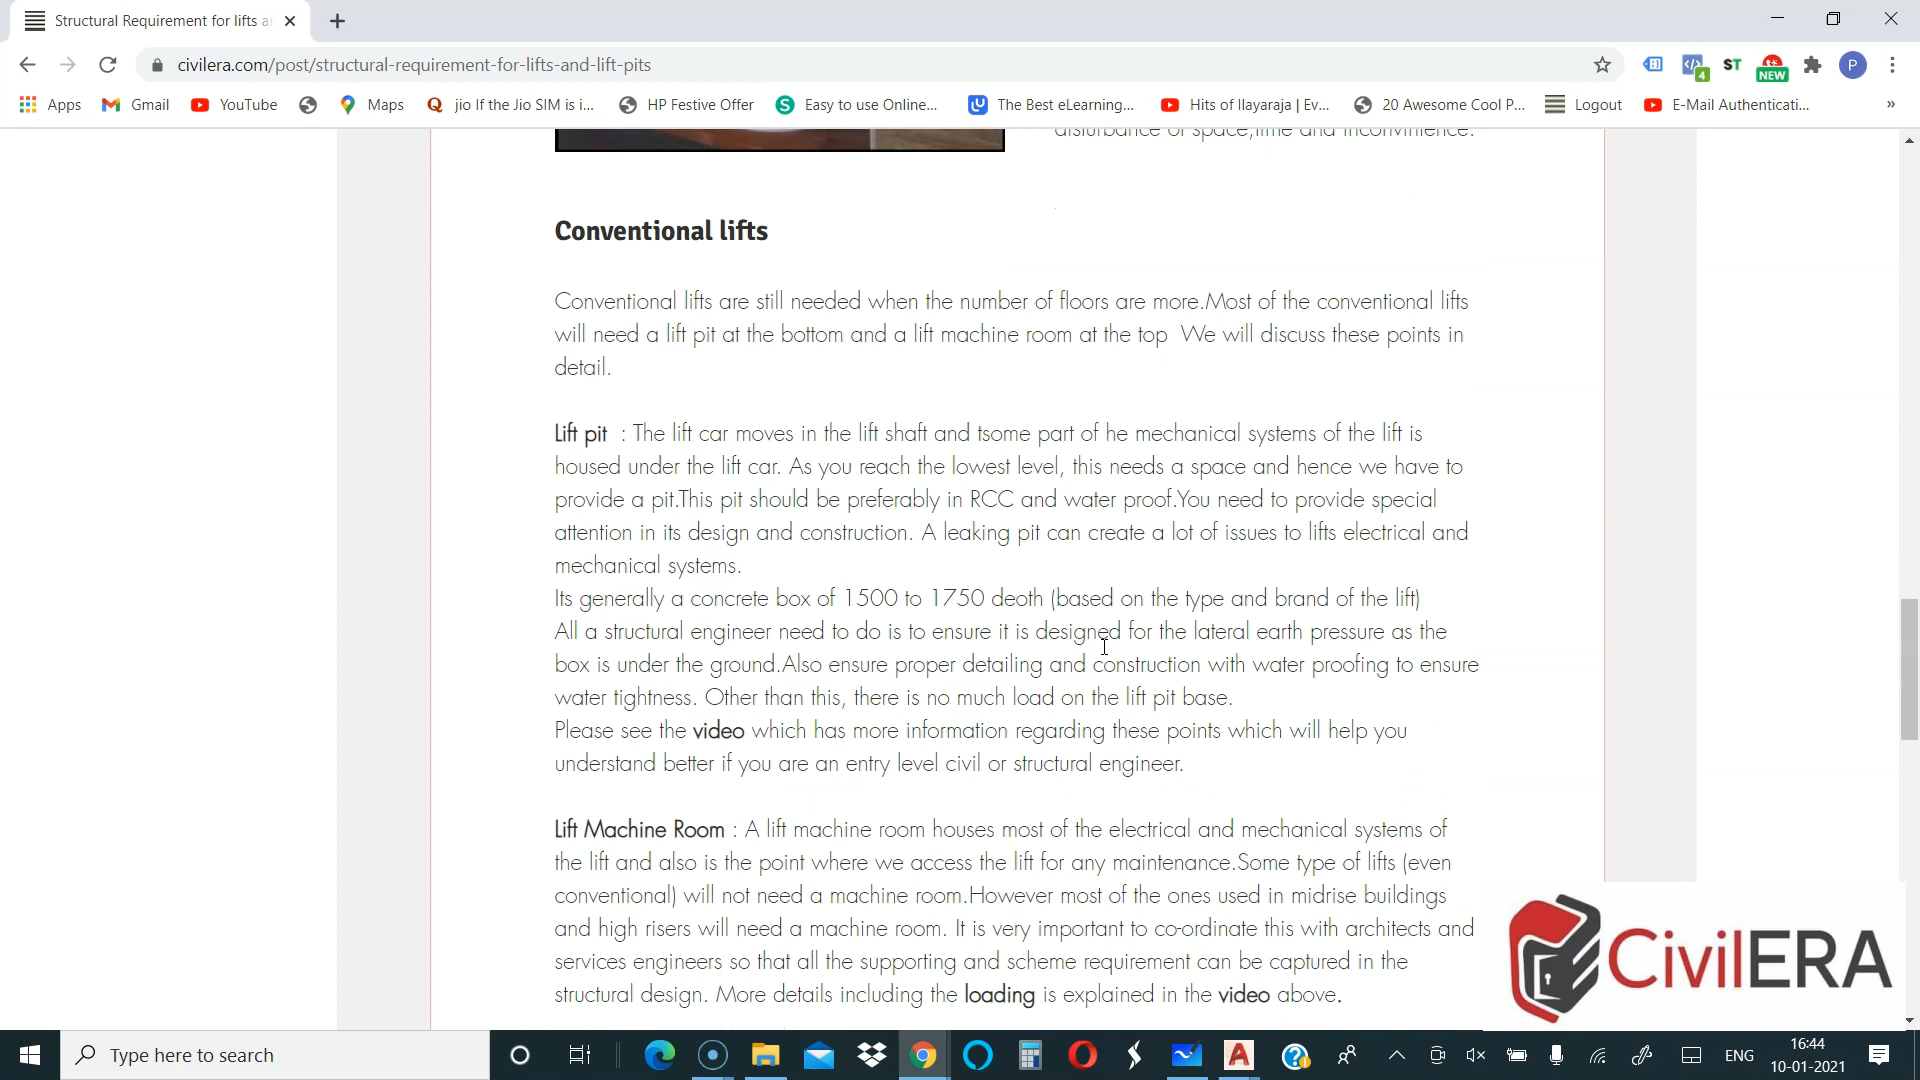 Structural Requirement for lifts a
civilera.com/post/structural-requirement-for-lifts-and-lift-pits
4
ST
NEW
P
Apps
Gmail
YouTube
Maps
jio If the Jio SIM is i...
HP Festive Offer
Easy to use Online...
The Best eLearning...
Hits of Ilayaraja | Ev...
20 Awesome Cool P...
Logout
E-Mail Authenticati...
»
disturbance of space,time and inconvinience.
Conventional lifts
Conventional lifts are still needed when the number of floors are more.Most of the conventional lifts
will need a lift pit at the bottom and a lift machine room at the top We will discuss these points in
detail.
Lift pit : The lift car moves in the lift shaft and tsome part of he mechanical systems of the lift is
housed under the lift car. As you reach the lowest level, this needs a space and hence we have to
provide a pit.This pit should be preferably in RCC and water proof.You need to provide special
attention in its design and construction. A leaking pit can create a lot of issues to lifts electrical and
mechanical systems.
Its generally a concrete box of 1500 to 1750 deoth (based on the type and brand of the lift)
All a structural engineer need to do is to ensure it is designed for the lateral earth pressure as the
box is under the ground.Also ensure proper detailing and construction with water proofing to ensure
water tightness. Other than this, there is no much load on the lift pit base.
Please see the video which has more information regarding these points which will help you
understand better if you are an entry level civil or structural engineer.
Lift Machine Room : A lift machine room houses most of the electrical and mechanical systems of
the lift and also is the point where we access the lift for any maintenance.Some type of lifts (even
conventional) will not need a machine room.However most of the ones used in midrise buildings
and high risers will need a machine room. It is very important to co-ordinate this with architects and
services engineers so that all the supporting and scheme requirement can be captured in the
structural design. More details including the loading is explained in the video above.
CivilERA
Type here to search
ENG
16:44
10-01-2021